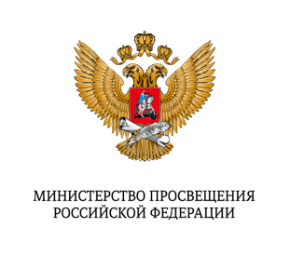 МИНИСТЕРСТВО ПРОСВЕЩЕНИЯ
РОССИЙСКОЙ ФЕДЕРАЦИИ